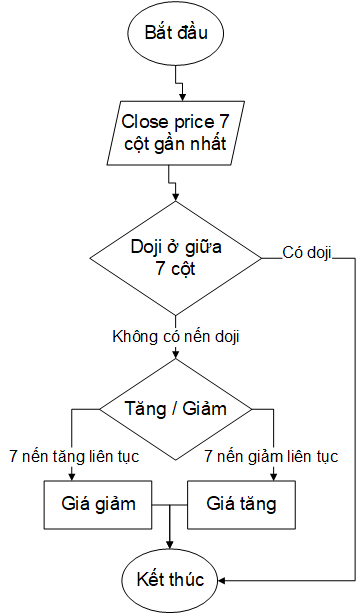 Bắt đầu
Close price 7
cột gần nhất
Doji ở giữa
7 cột
Có doji
Không có nến doji
Tăng / Giảm
7 nến tăng liên tục
7 nến giảm liên tục
Giá giảm
Giá tăng
Kết thúc